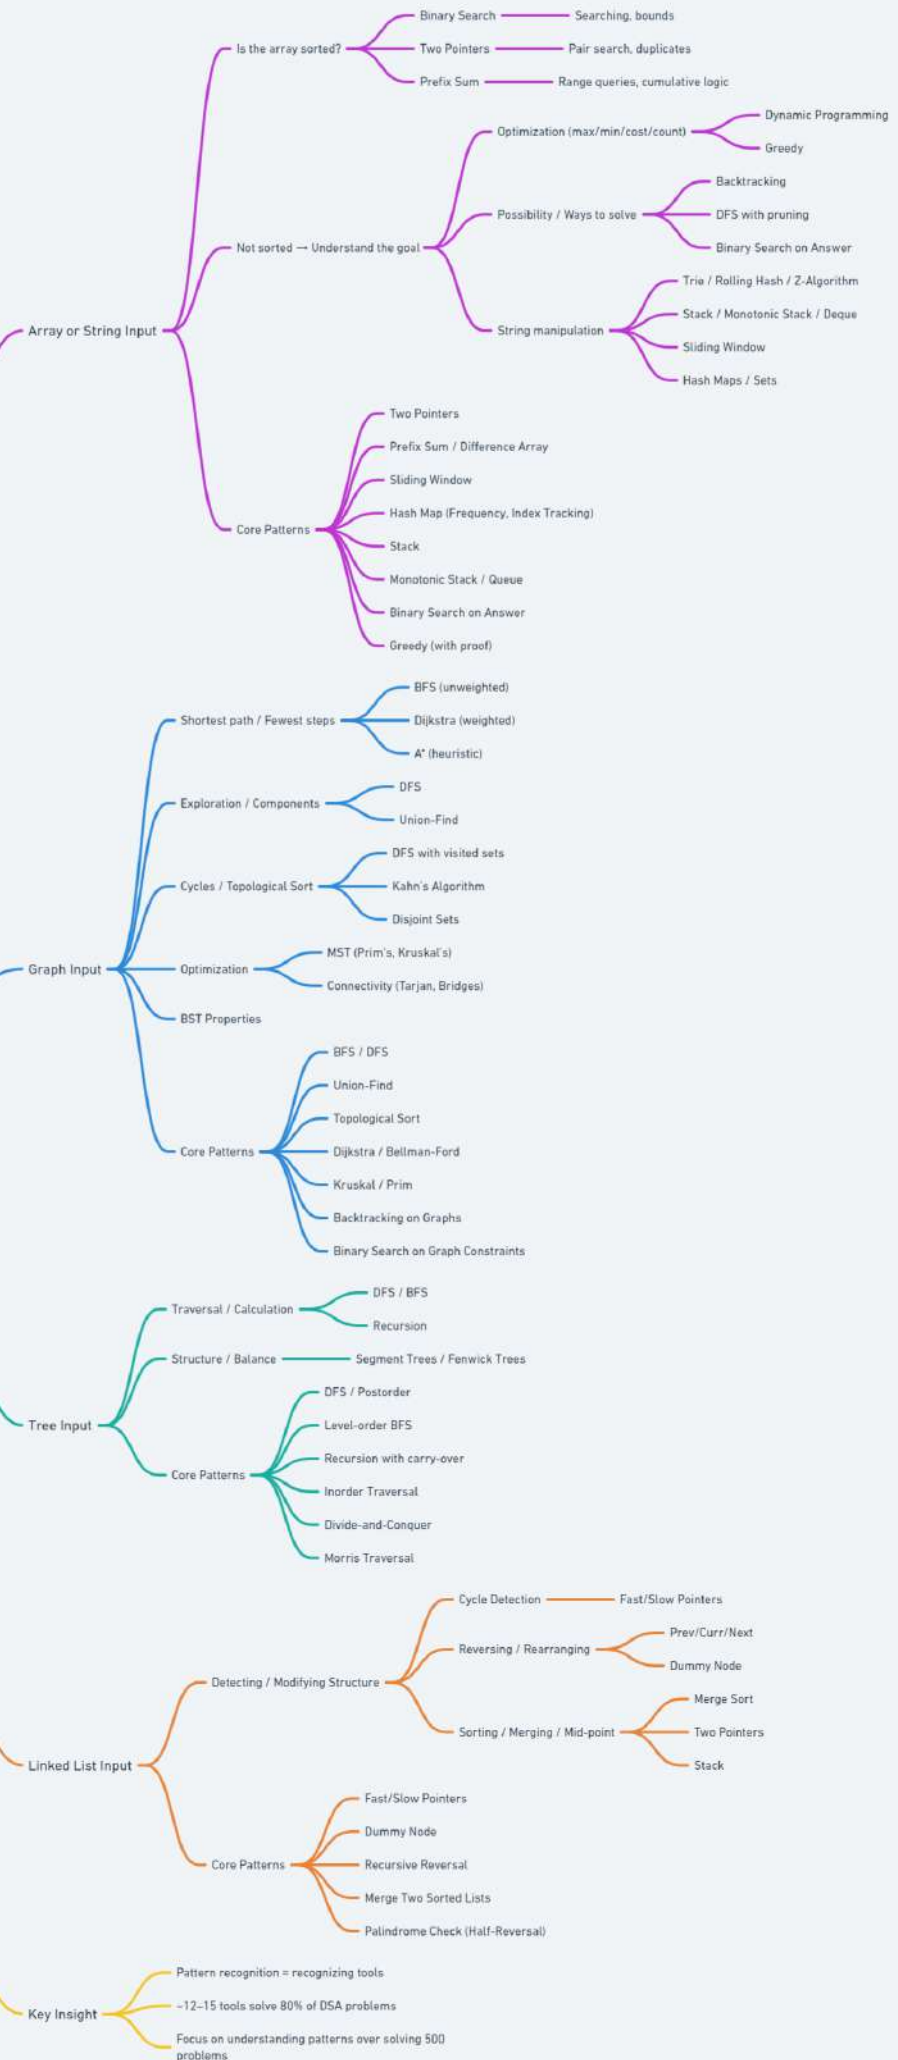 Binary Search
Searching, bounds
Is the array sorted?
Two Pointers
Pair search, duplicates
Prefix Sum
Range queries, cumulative logic
Dynamic Programming
Optimization (max/min/cost/count)
Greedy
Backtracking
Possibility / Ways to solve
DFS with pruning
Not sorted → Understand the goal
Binary Search on Answer
Trie / Rolling Hash / Z-Algorithm
Stack / Monotonic Stack / Deque
Array or String Input
String manipulation
Sliding Window
Hash Maps / Sets
Two Pointers
Prefix Sum / Difference Array
Sliding Window
Hash Map (Frequency, Index Tracking)
Core Patterns
Stack
Monotonic Stack / Queue
Binary Search on Answer
Greedy (with proof)
BFS (unweighted)
Shortest path / Fewest steps
Dijkstra (weighted)
A* (heuristic)
DFS
Exploration / Components
Union-Find
DFS with visited sets
Cycles / Topological Sort
Kahn's Algorithm
Disjoint Sets
MST (Prim's, Kruskal's)
Graph Input
Optimization
Connectivity (Tarjan, Bridges)
BST Properties
BFS / DFS
Union-Find
Topological Sort
Core Patterns
Dijkstra / Bellman-Ford
Kruskal / Prim
Backtracking on Graphs
Binary Search on Graph Constraints
DFS / BFS
Traversal / Calculation
Recursion
Structure / Balance
Segment Trees / Fenwick Trees
DFS / Postorder
Tree Input
Level-order BFS
Recursion with carry-over
Core Patterns
Inorder Traversal
Divide-and-Conquer
Morris Traversal
Cycle Detection
Fast/Slow Pointers
Prev/Curr/Next
Reversing / Rearranging
Dummy Node
Detecting / Modifying Structure
Merge Sort
Sorting / Merging / Mid-point
Two Pointers
Linked List Input
Stack
Fast/Slow Pointers
Dummy Node
Core Patterns
Recursive Reversal
Merge Two Sorted Lists
Palindrome Check (Half-Reversal)
Pattern recognition = recognizing tools
Key Insight
~12–15 tools solve 80% of DSA problems
Focus on understanding patterns over solving 500
problems